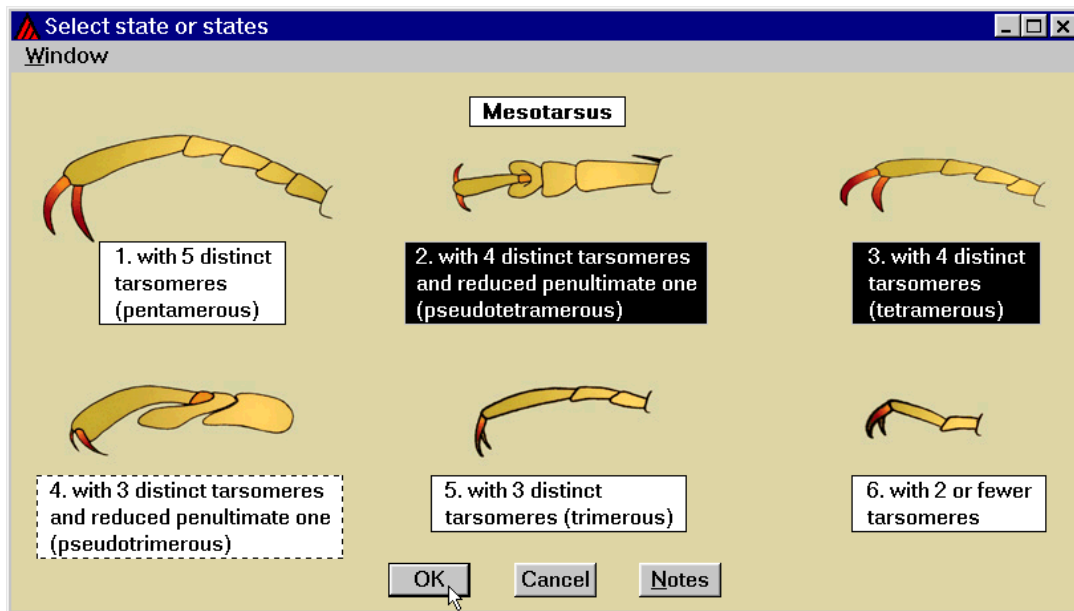 Select state or states
Window
Mesotarsus
1. with 5 distinct
tarsomeres
(pentamerous)
2. with 4 distinct tarsomeres
and reduced penultimate one
(pseudotetramerous)
3. with 4 distinct
tarsomeres
(tetramerous)
4. with 3 distinct tarsomeres
and reduced penultimate one
(pseudotrimerous)
5. with 3 distinct
tarsomeres (trimerous)
6. with 2 or fewer
tarsomeres
OK
Cancel
Notes